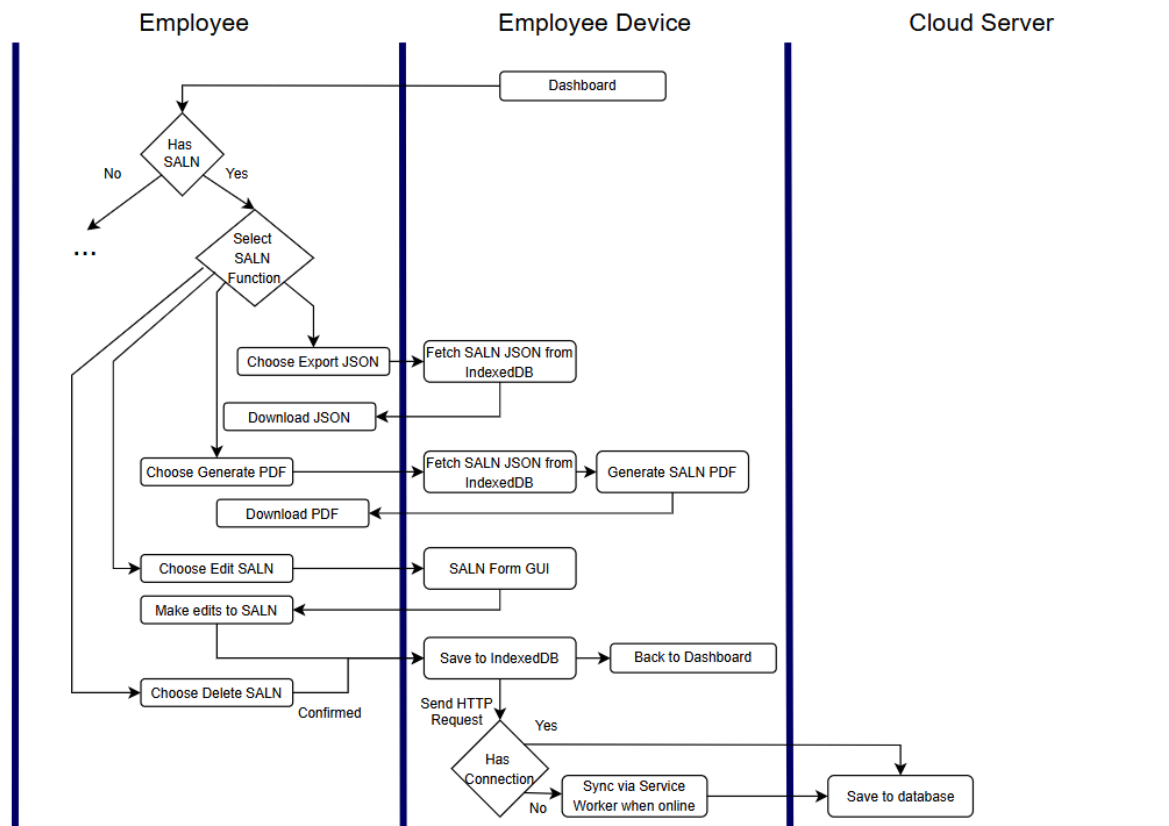 Employee
Employee Device
Cloud Server
Dashboard
Has
SALN
No
Yes
...
Select
SALN
Function
Choose Export JSON
Fetch SALN JSON from
IndexedDB
Download JSON
Choose Generate PDF
Fetch SALN JSON from
IndexedDB
Generate SALN PDF
Download PDF
Choose Edit SALN
SALN Form GUI
Make edits to SALN
Save to IndexedDB
Back to Dashboard
Choose Delete SALN
Confirmed
Send HTTP
Request
Yes
Has
Connection
No
Sync via Service
Worker when online
Save to database